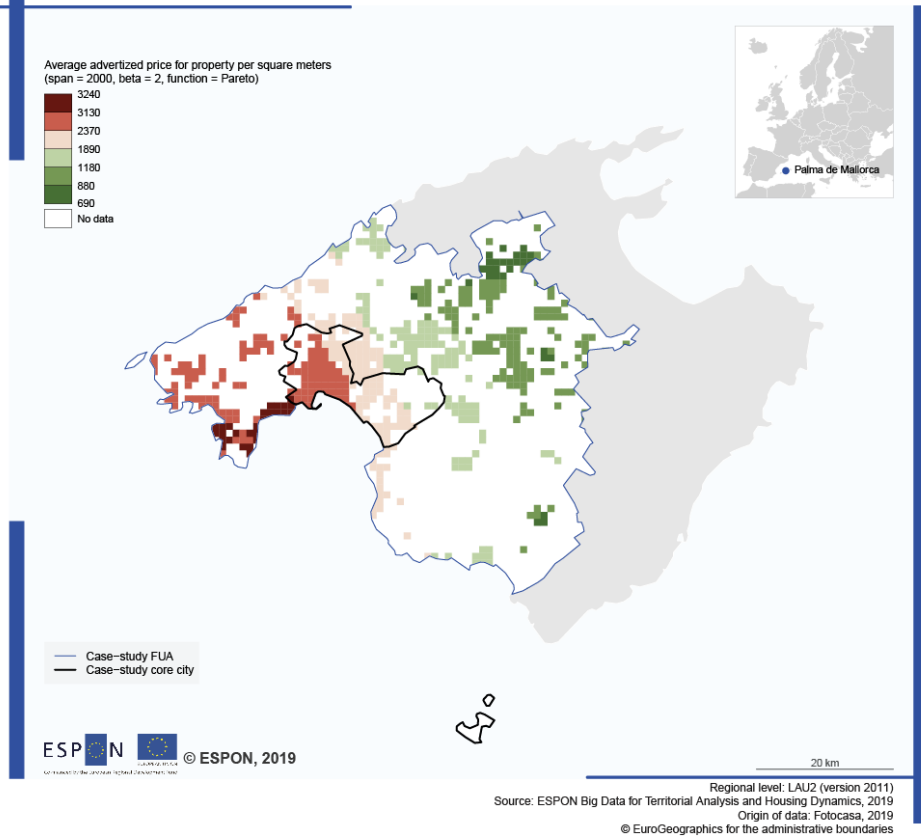 Average advertized price for property per square meters
(span = 2000, beta = 2, function = Pareto)
3240
3130
2370
1890
1180
880
690
No data
Palma de Mallorca
Case−study FUA
Case−study core city
ESPON
© ESPON, 2019
20 km
Regional level: LAU2 (version 2011)
Source: ESPON Big Data for Territorial Analysis and Housing Dynamics, 2019
Origin of data: Fotocasa, 2019
© EuroGeographics for the administrative boundaries